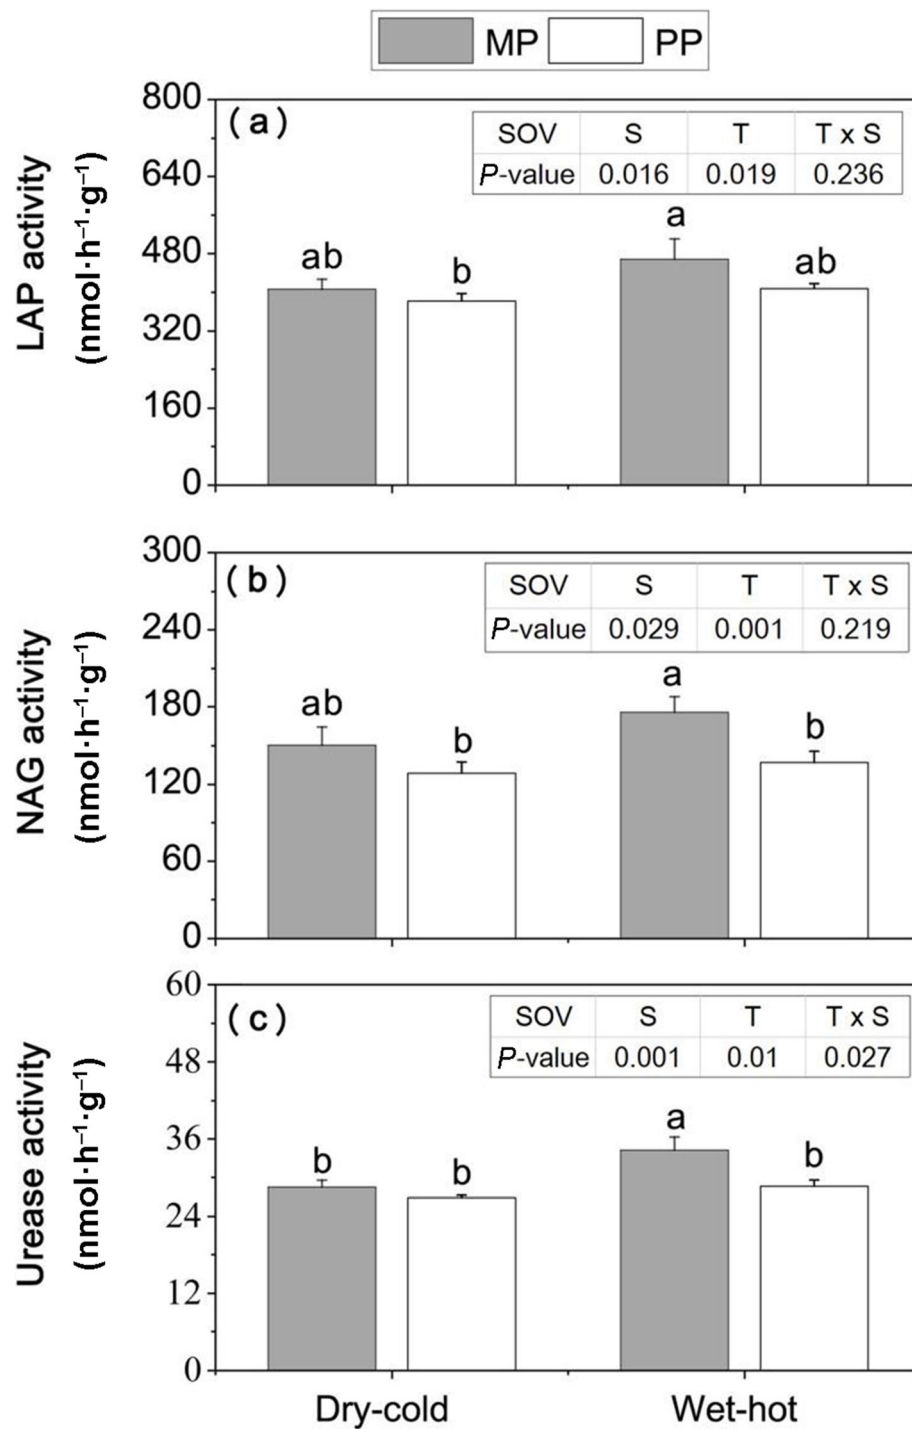 MP PP
800
640
480
320
160
0
LAP activity
(nmol·h⁻¹·g⁻¹)
(a)
SOV S T T x S
P-value 0.016 0.019 0.236
ab b a ab
300
240
180
120
60
0
NAG activity
(nmol·h⁻¹·g⁻¹)
(b)
SOV S T T x S
P-value 0.029 0.001 0.219
ab b a b
60
48
36
24
12
0
Urease activity
(nmol·h⁻¹·g⁻¹)
(c)
SOV S T T x S
P-value 0.001 0.01 0.027
b b a b
Dry-cold Wet-hot